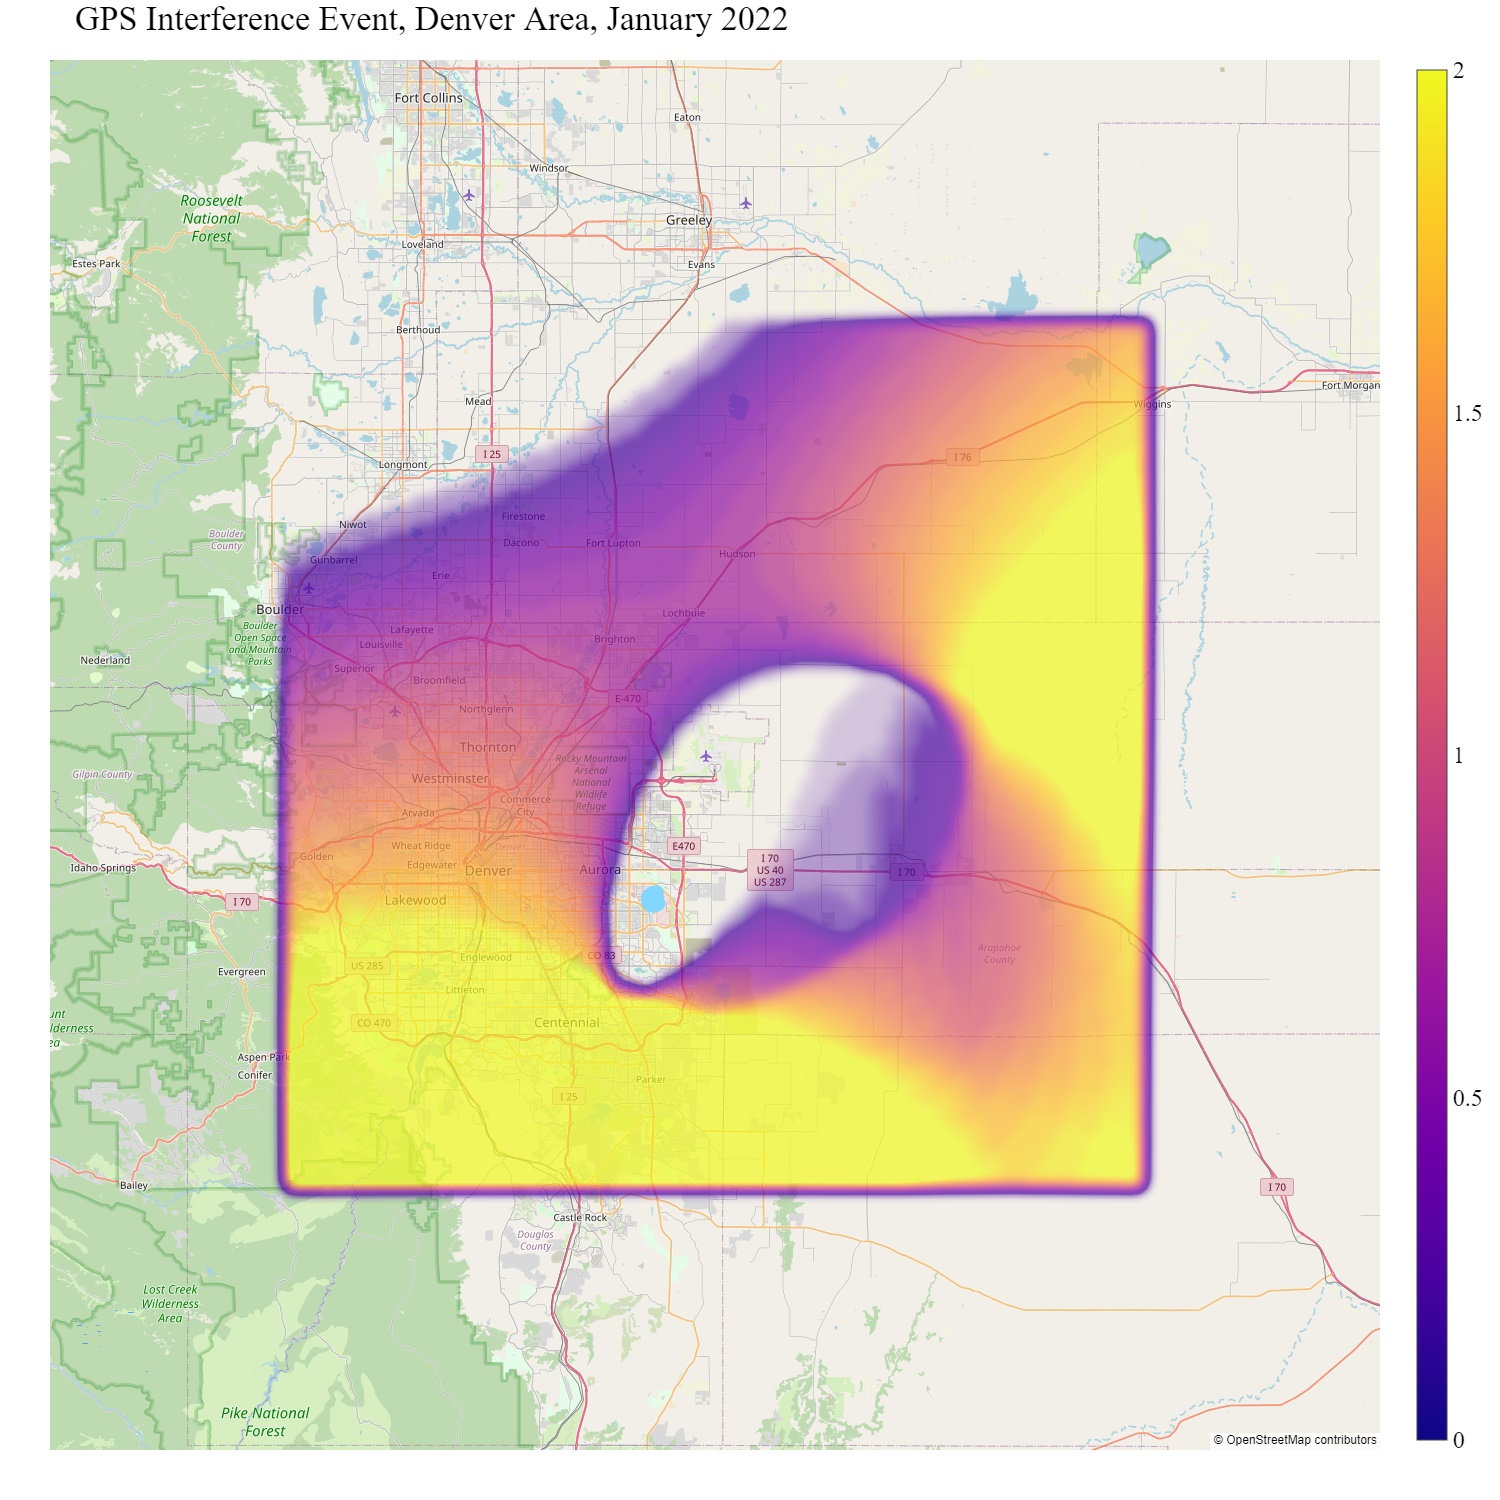 GPS Interference Event, Denver Area, January 2022
2
Fort Collins
Eaton
Windsor
Roosevelt
National
Forest
Greeley
Loveland
Estes Park
Evans
Berthoud
Fort Morgan
Mead
Wiggins
1.5
I 25
I 76
Longmont
Firestone
Niwot
Boulder
County
Dacono
Fort Lupton
Hudson
Gunbarrel
Erie
Boulder
Lochbuie
Boulder
Open Space
and Mountain
Parks
Lafayette
Brighton
Louisville
Nederland
Superior
Broomfield
E-470
Northglenn
Thornton
1
Rocky Mountain
Arsenal
National
Wildlife
Refuge
Gilpin County
Westminster
Commerce
City
Arvada
Wheat Ridge
Denver
E470
Golden
I 70
US 40
US 287
Idaho Springs
Edgewater
Denver
Aurora
I 70
I 70
Lakewood
Arapahoe
County
Englewood
CO 83
US 285
Evergreen
Littleton
unt
lderness
ea
CO 470
Centennial
Aspen Park
Conifer
Parker
I 25
0.5
Bailey
I 70
Castle Rock
Douglas
County
Lost Creek
Wilderness
Area
Pike National
Forest
© OpenStreetMap contributors
0